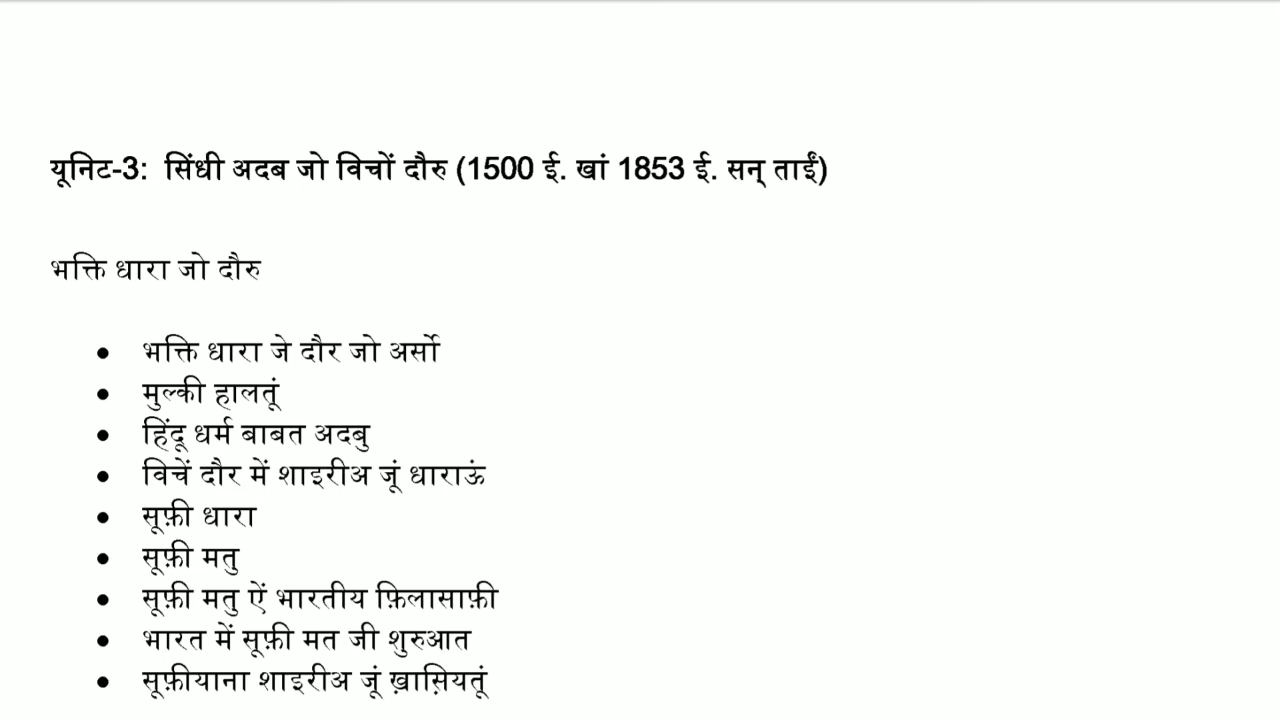 यूनिट-3:  सिंधी अदब जो विचों दौरु (1500 ई. खां 1853 ई. सन् ताईं)
भक्ति धारा जो दौरु
• भक्ति धारा जे दौर जो अर्सो
• मुल्की हालतूं
• हिंदू धर्म बाबत अदबु
• विचें दौर में शाइरीअ जूं धाराऊं
• सूफ़ी धारा
• सूफ़ी मतु
• सूफ़ी मतु ऐं भारतीय फ़िलासाफ़ी
• भारत में सूफ़ी मत जी शुरुआत
• सूफ़ीयाना शाइरीअ जूं ख़ासि़यतूं